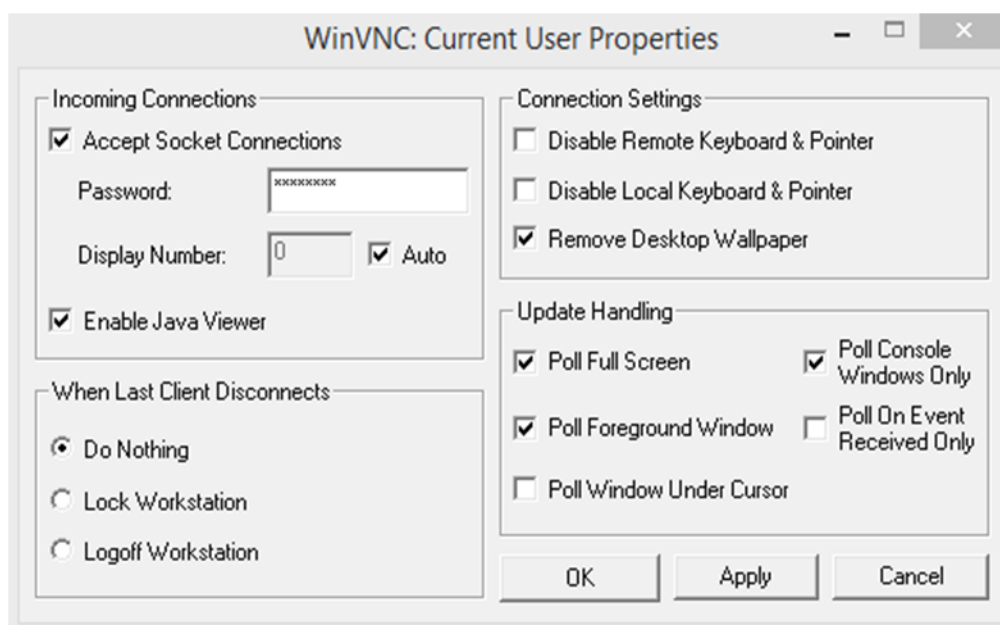 WinVNC: Current User Properties
Incoming Connections
Accept Socket Connections
Password:
xxxxxxxx
Display Number:
0
Auto
Enable Java Viewer
When Last Client Disconnects
Do Nothing
Lock Workstation
Logoff Workstation
Connection Settings
Disable Remote Keyboard & Pointer
Disable Local Keyboard & Pointer
Remove Desktop Wallpaper
Update Handling
Poll Full Screen
Poll Console
Windows Only
Poll Foreground Window
Poll On Event
Received Only
Poll Window Under Cursor
OK
Apply
Cancel